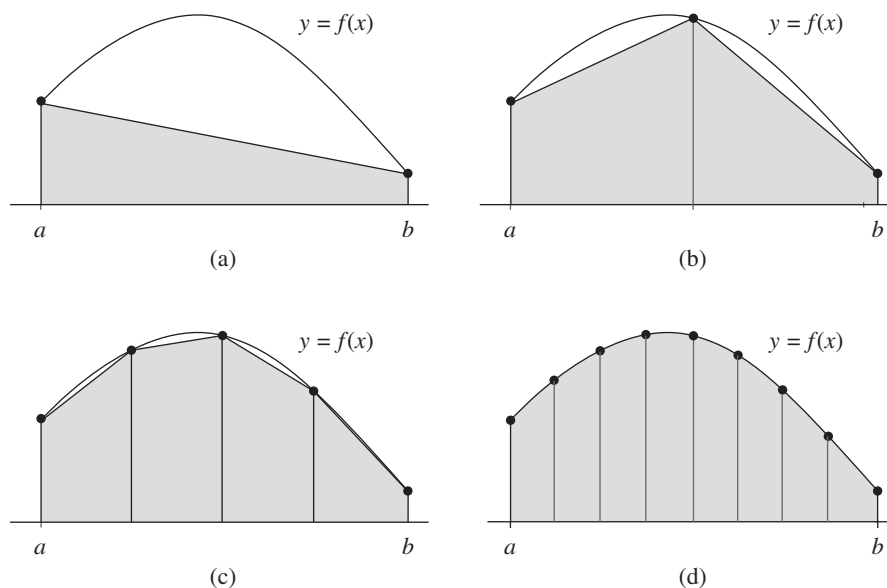 y = f(x)
a
b
(a)
y = f(x)
a
b
(b)
y = f(x)
a
b
(c)
y = f(x)
a
b
(d)